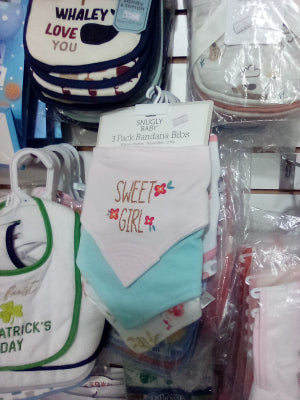 WHALEY
LOVE
YOU
SNUGLY
BABY
3 Pack Bandana Bibs
SWEET
GIRL
PATRICK'S
DAY